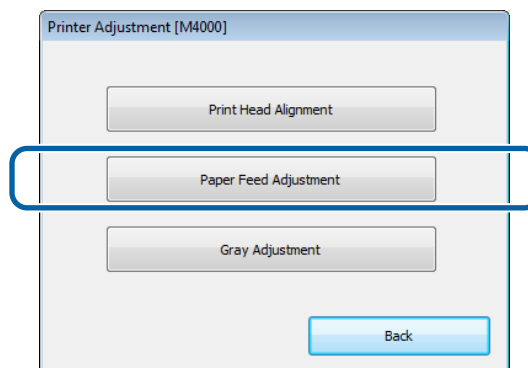 Printer Adjustment [M4000]
Print Head Alignment
Paper Feed Adjustment
Gray Adjustment
Back